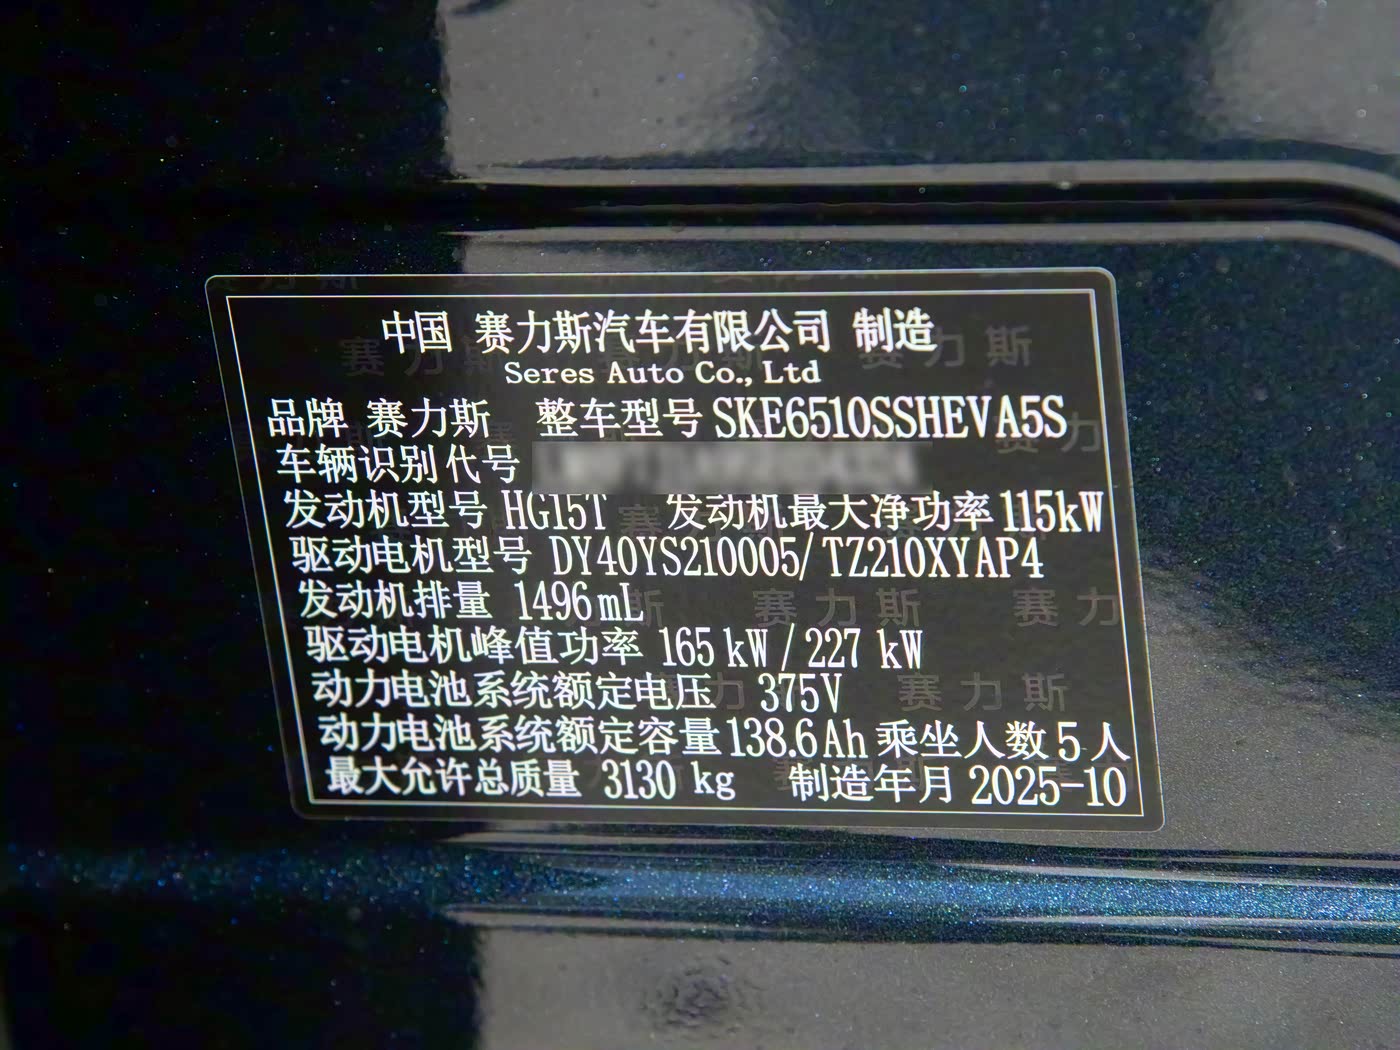 中国 赛力斯汽车有限公司 制造
Seres Auto Co., Ltd
品牌 赛力斯 整车型号 SKE6510SSHEVA5S
车辆识别代号
发动机型号 HG15T 发动机最大净功率 115kW
驱动电机型号 DY40YS210005/TZ210XYAP4
发动机排量 1496mL
驱动电机峰值功率 165 kW / 227 kW
动力电池系统额定电压 375V
动力电池系统额定容量 138.6Ah 乘坐人数 5 人
最大允许总质量 3130 kg 制造年月 2025-10